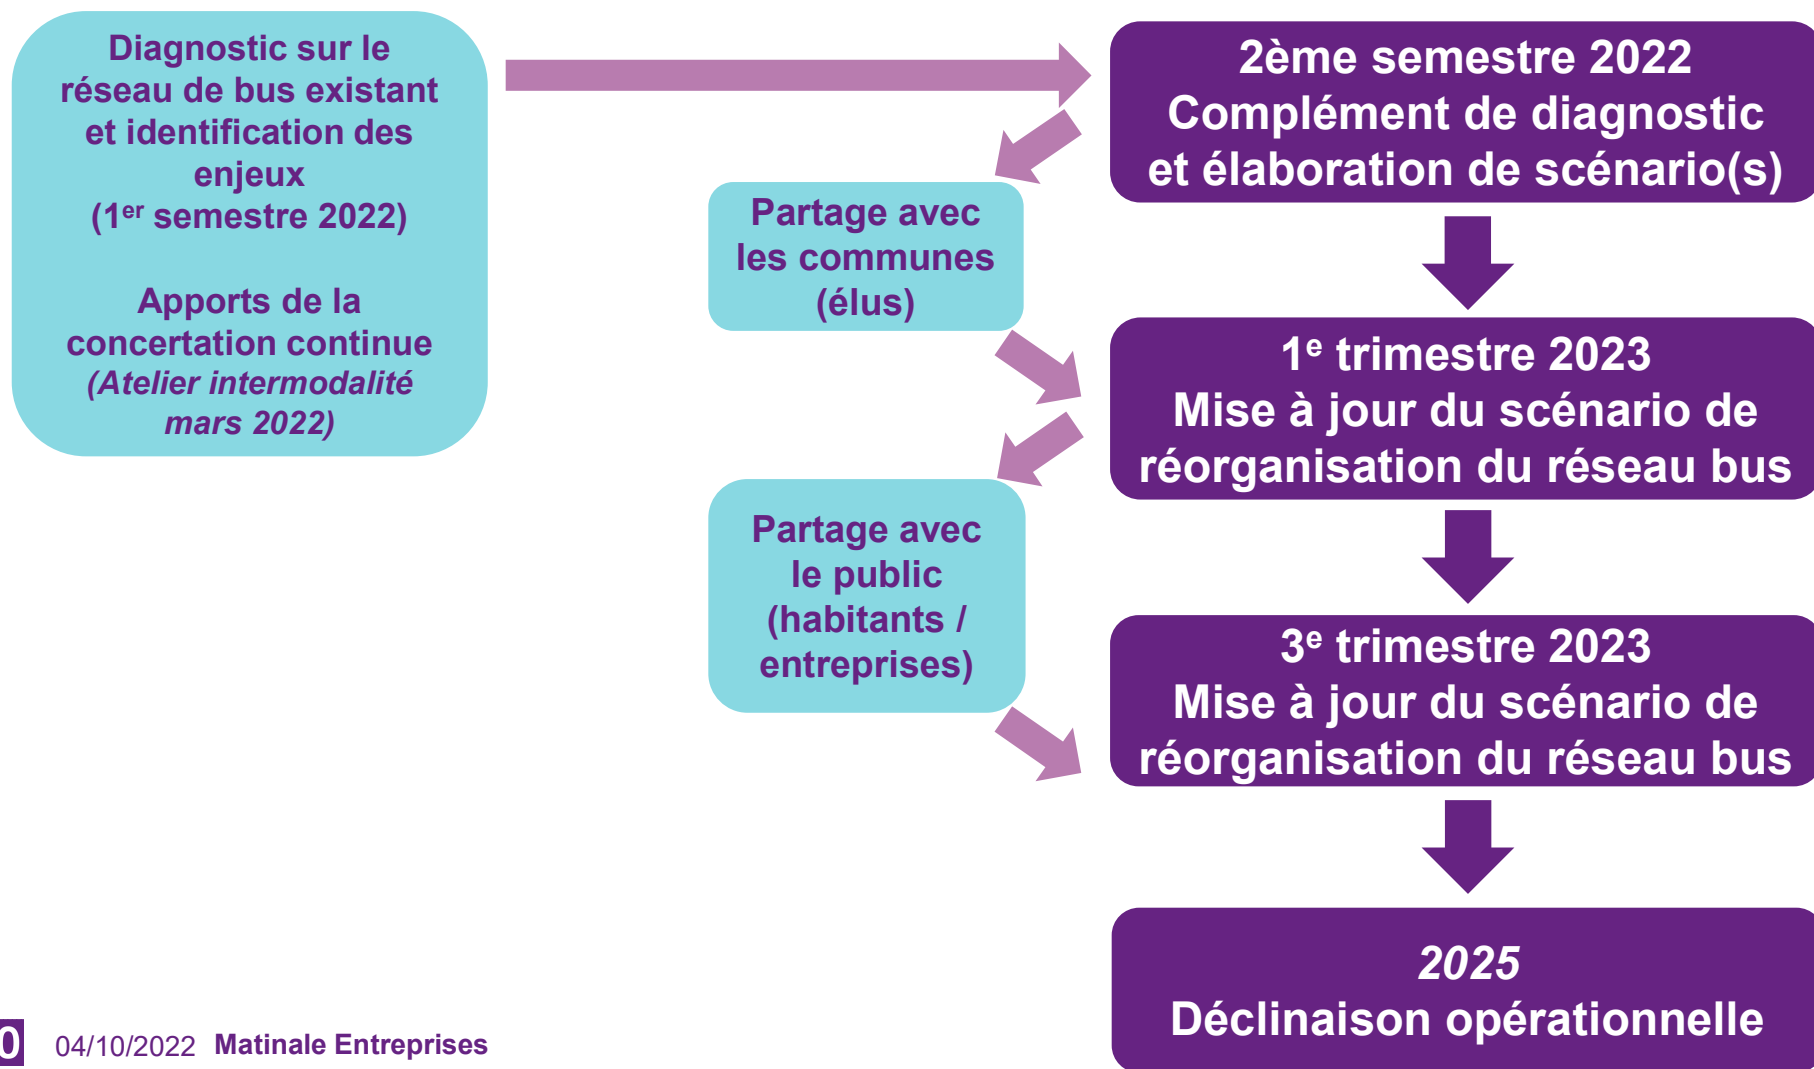 Diagnostic sur le
réseau de bus existant
et identification des
enjeux
(1er semestre 2022)
Apports de la
concertation continue
(Atelier intermodalité
mars 2022)
2ème semestre 2022
Complément de diagnostic
et élaboration de scénario(s)
Partage avec
les communes
(élus)
1e trimestre 2023
Mise à jour du scénario de
réorganisation du réseau bus
Partage avec
le public
(habitants /
entreprises)
3e trimestre 2023
Mise à jour du scénario de
réorganisation du réseau bus
2025
Déclinaison opérationnelle
0 04/10/2022 Matinale Entreprises